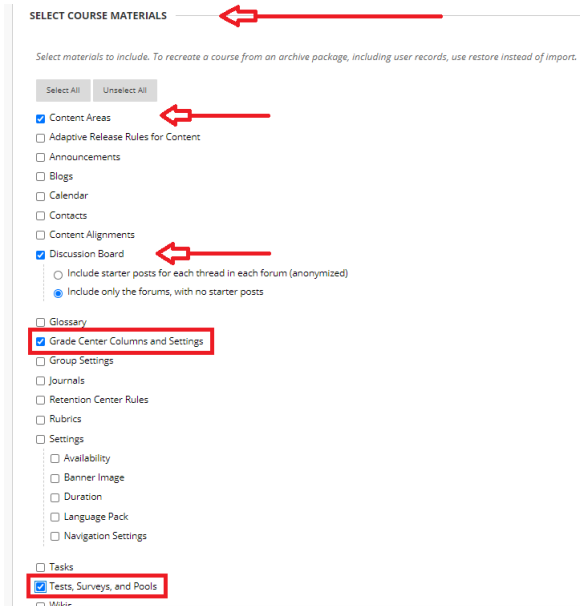 SELECT COURSE MATERIALS
Select materials to include. To recreate a course from an archive package, including user records, use restore instead of import.
Select All Unselect All
Content Areas
Adaptive Release Rules for Content
Announcements
Blogs
Calendar
Contacts
Content Alignments
Discussion Board
Include starter posts for each thread in each forum (anonymized)
Include only the forums, with no starter posts
Glossary
Grade Center Columns and Settings
Group Settings
Journals
Retention Center Rules
Rubrics
Settings
Availability
Banner Image
Duration
Language Pack
Navigation Settings
Tasks
Tests, Surveys, and Pools
Wikis